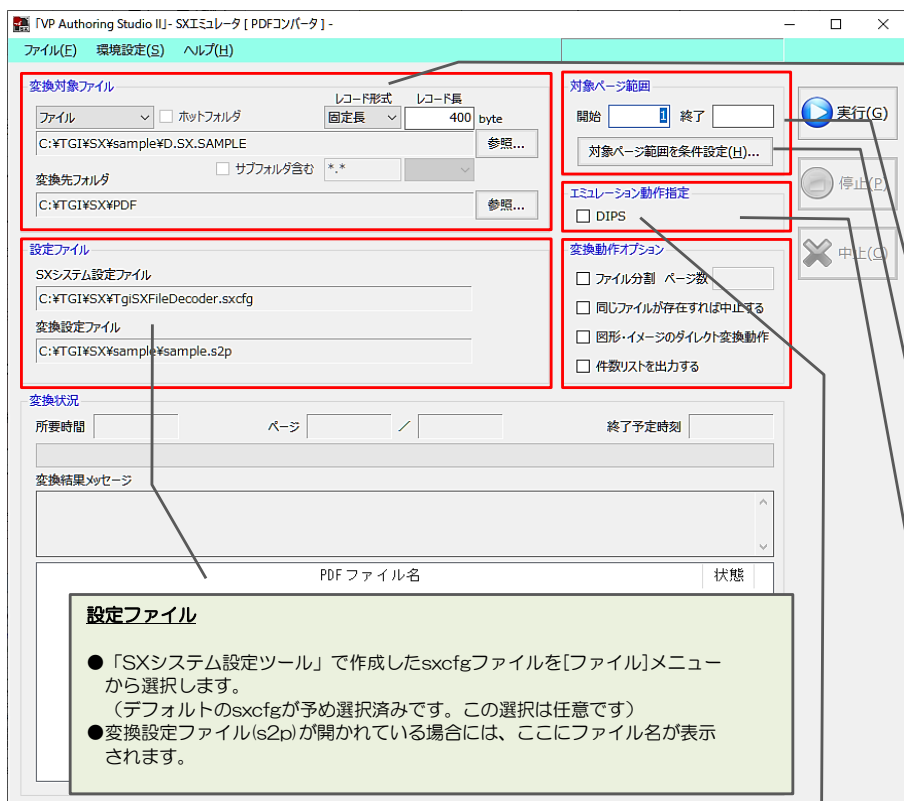 「VP Authoring Studio II」- SXエミュレータ [ PDFコンバータ ] -
ファイル(F) 環境設定(S) ヘルプ(H)
変換対象ファイル
レコード形式 レコード長
ファイル ホットフォルダ 固定長 400 byte
C:¥TGI¥SX¥sample¥D.SX.SAMPLE 参照...
サブフォルダ含む *.*
変換先フォルダ
C:¥TGI¥SX¥PDF 参照...
対象ページ範囲
開始 1 終了
対象ページ範囲を条件設定(H)...
エミュレーション動作指定
DIPS
実行(G)
停止(P)
中止(C)
設定ファイル
SXシステム設定ファイル
C:¥TGI¥SX¥TgiSXFileDecoder.sxcfg
変換設定ファイル
C:¥TGI¥SX¥sample¥sample.s2p
変換動作オプション
ファイル分割 ページ数
同じファイルが存在すれば中止する
図形・イメージのダイレクト変換動作
件数リストを出力する
変換状況
所要時間 ページ / 終了予定時刻
変換結果メッセージ
PDFファイル名 状態
設定ファイル
●「SXシステム設定ツール」で作成したsxcfgファイルを[ファイル]メニュー
から選択します。
（デフォルトのsxcfgが予め選択済みです。この選択は任意です）
●変換設定ファイル(s2p)が開かれている場合には、ここにファイル名が表示
されます。